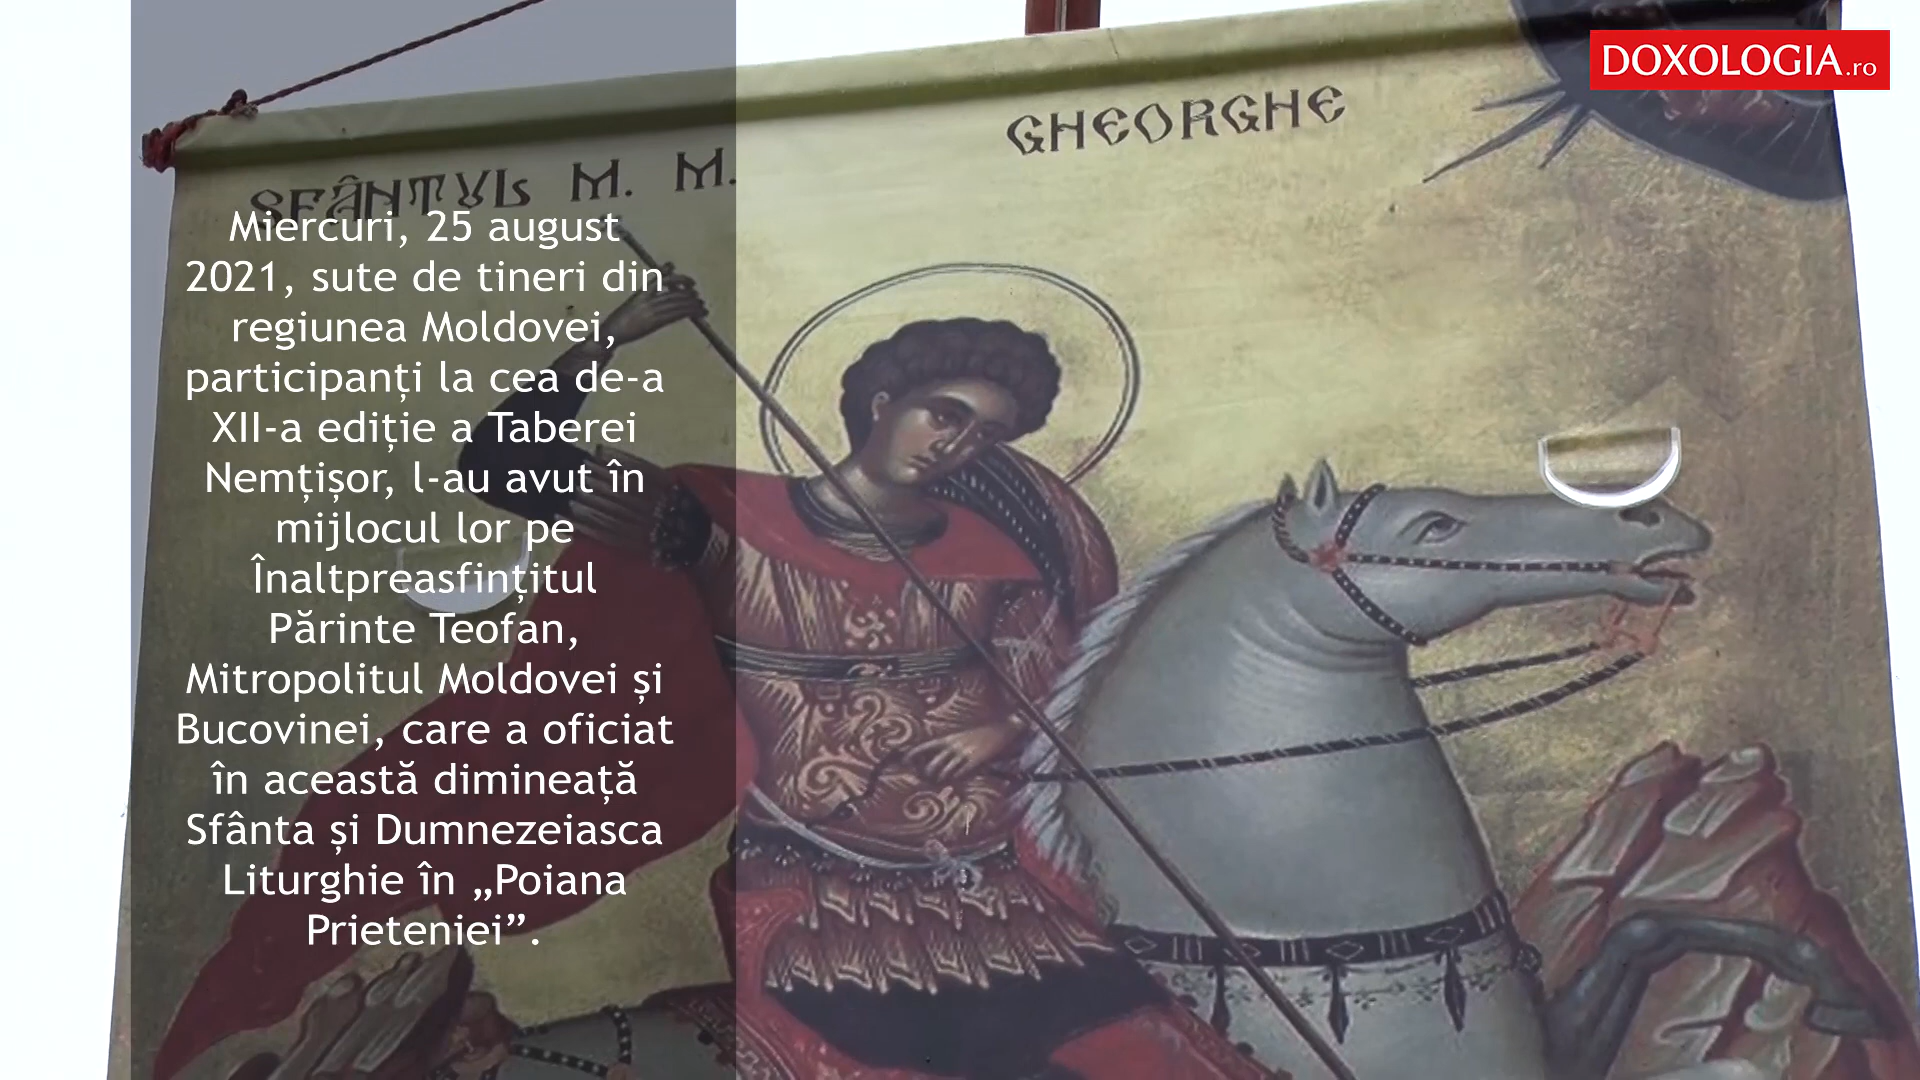 DOXOLOGIA.ro
SFÂNTUL M. M. GHEORGHE
Miercuri, 25 august
2021, sute de tineri din
regiunea Moldovei,
participanți la cea de-a
XII-a ediție a Taberei
Nemțișor, l-au avut în
mijlocul lor pe
Înaltpreasfințitul
Părinte Teofan,
Mitropolitul Moldovei și
Bucovinei, care a oficiat
în această dimineață
Sfânta și Dumnezeiasca
Liturghie în „Poiana
Prieteniei”.